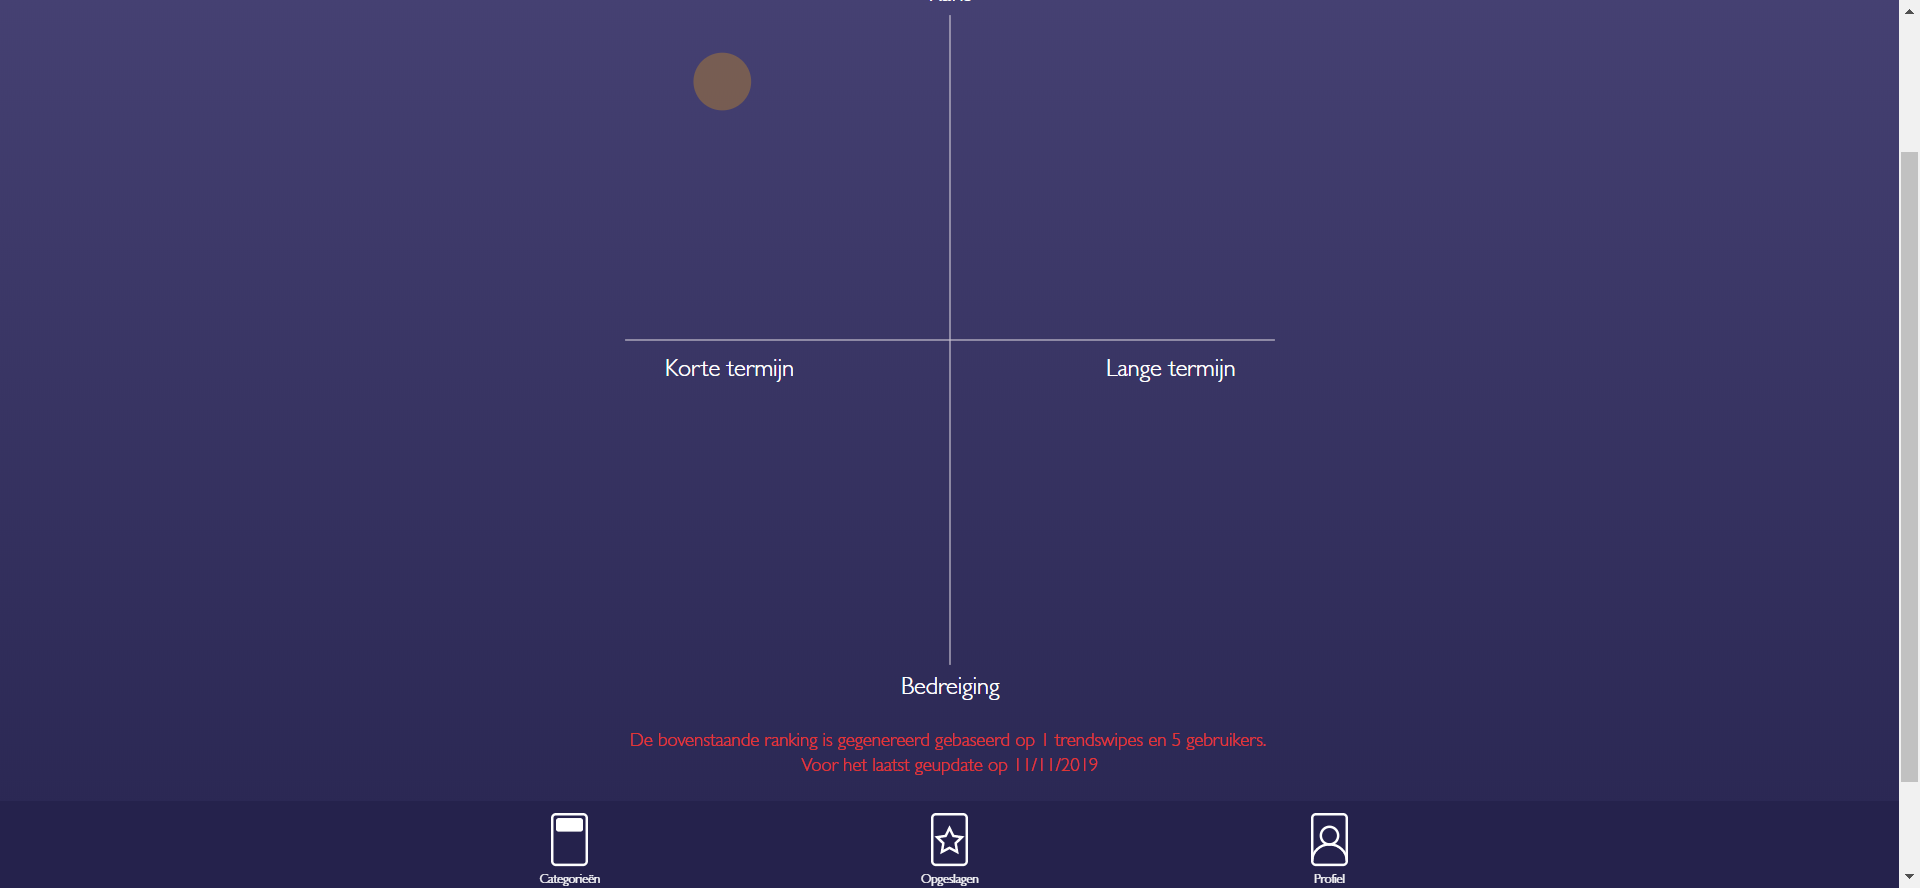 Korte termijn
Lange termijn
Bedreiging
De bovenstaande ranking is gegenereerd gebaseerd op 1 trendswipes en 5 gebruikers.
Voor het laatst geupdate op 11/11/2019
Categorieën
Opgeslagen
Profiel